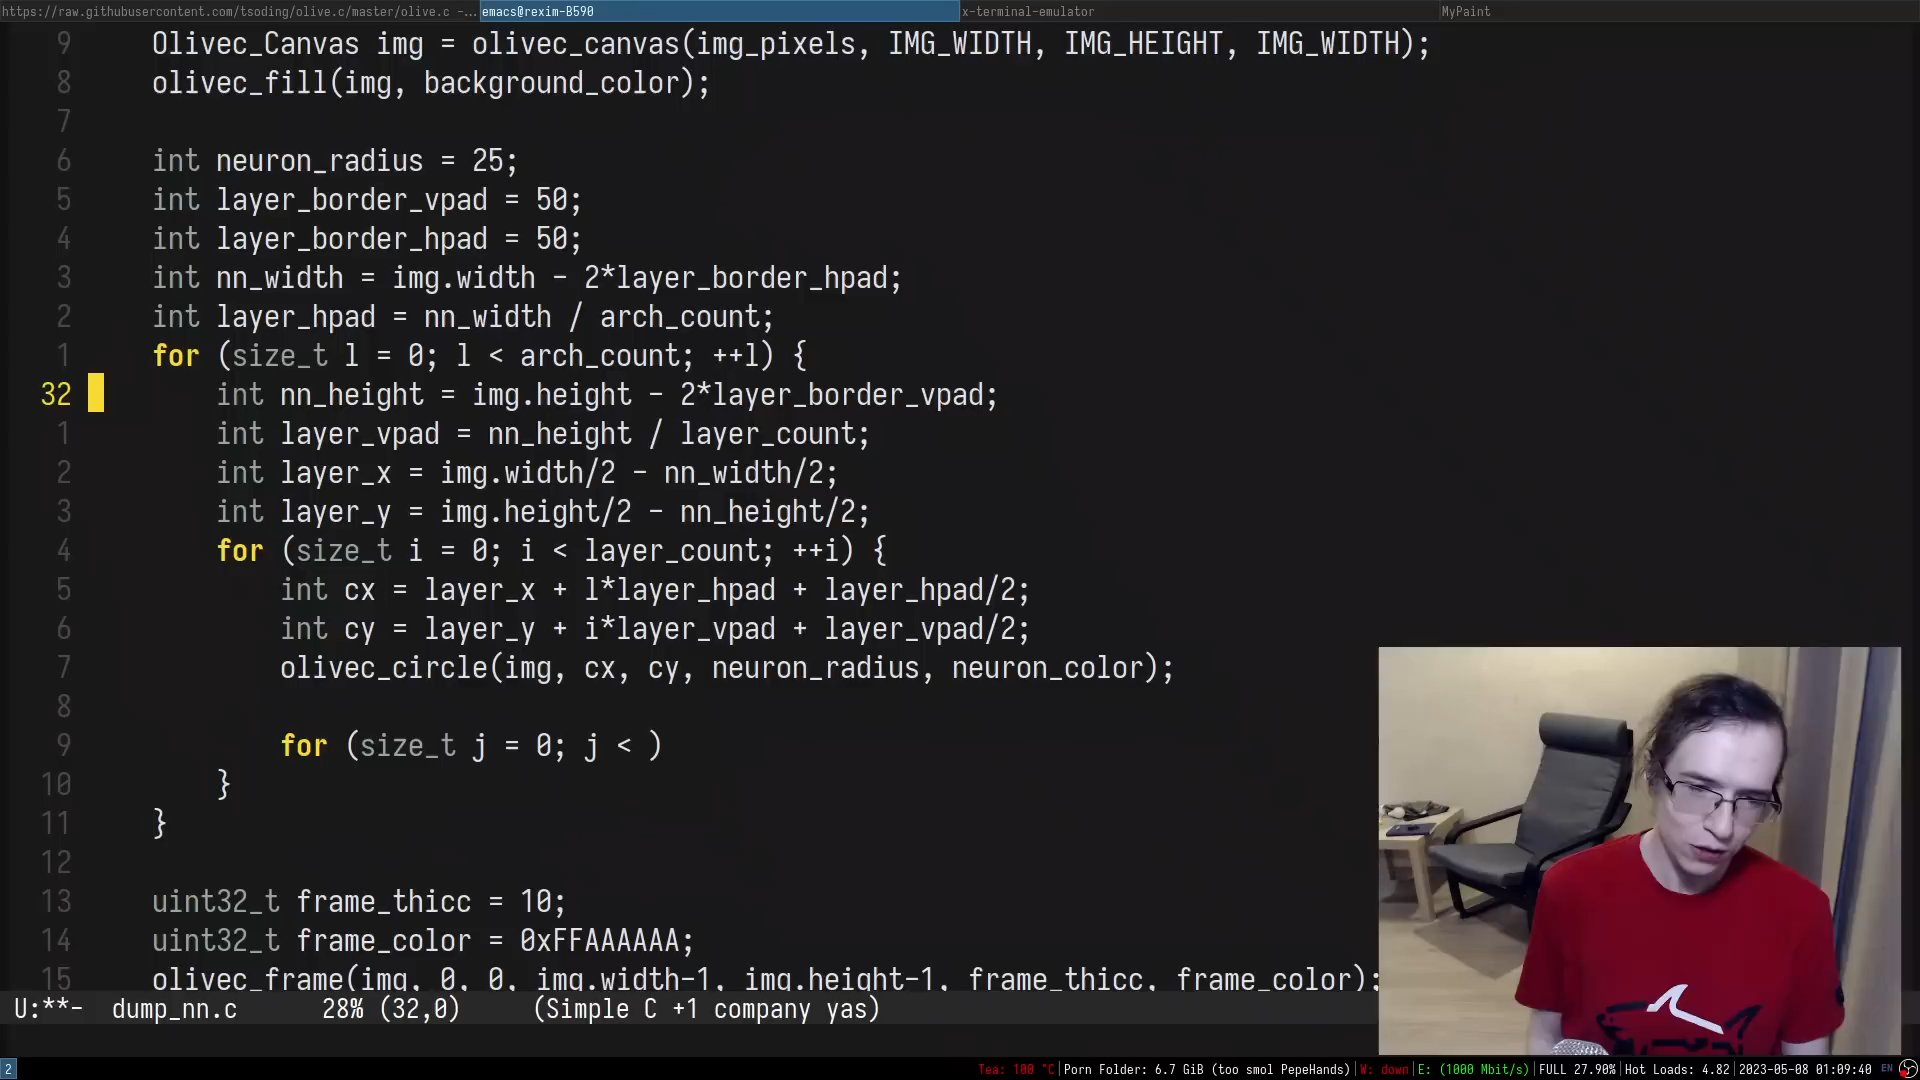 https://raw.githubusercontent.com/tsoding/olive.c/master/olive.c -... emacs@rexim-B590 x-terminal-emulator MyPaint
9 Olivec_Canvas img = olivec_canvas(img_pixels, IMG_WIDTH, IMG_HEIGHT, IMG_WIDTH);
8 olivec_fill(img, background_color);
7
6 int neuron_radius = 25;
5 int layer_border_vpad = 50;
4 int layer_border_hpad = 50;
3 int nn_width = img.width - 2*layer_border_hpad;
2 int layer_hpad = nn_width / arch_count;
1 for (size_t l = 0; l < arch_count; ++l) {
32 int nn_height = img.height - 2*layer_border_vpad;
1 int layer_vpad = nn_height / layer_count;
2 int layer_x = img.width/2 - nn_width/2;
3 int layer_y = img.height/2 - nn_height/2;
4 for (size_t i = 0; i < layer_count; ++i) {
5 int cx = layer_x + l*layer_hpad + layer_hpad/2;
6 int cy = layer_y + i*layer_vpad + layer_vpad/2;
7 olivec_circle(img, cx, cy, neuron_radius, neuron_color);
8
9 for (size_t j = 0; j < )
10 }
11 }
12
13 uint32_t frame_thicc = 10;
14 uint32_t frame_color = 0xFFAAAAAA;
15 olivec_frame(img, 0, 0, img.width-1, img.height-1, frame_thicc, frame_color);
U:**- dump_nn.c 28% (32,0) (Simple C +1 company yas)
2 Tea: 100 °C|Porn Folder: 6.7 GiB (too smol PepeHands)|W: down|E: (1000 Mbit/s)|FULL 27.90%|Hot Loads: 4.82|2023-05-08 01:09:40 EN